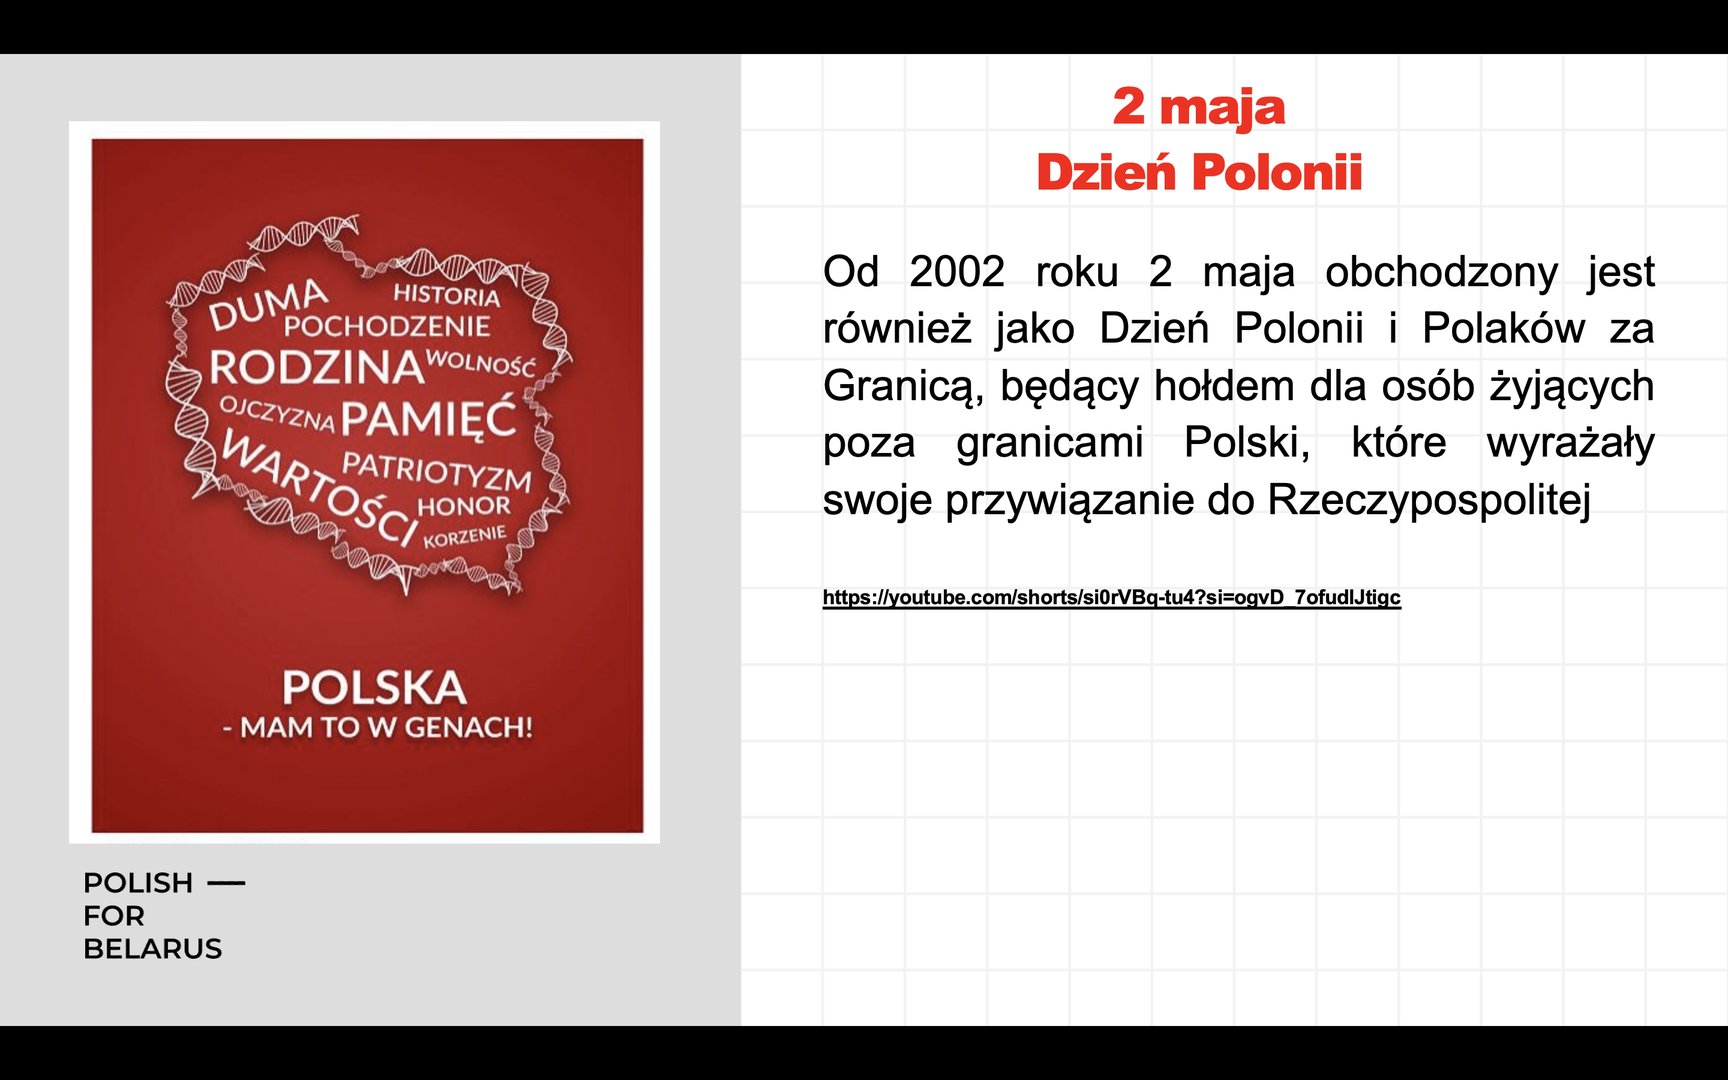 DUMA
HISTORIA
POCHODZENIE
RODZINA
WOLNOŚĆ
OJCZYZNA
PAMIĘĆ
WARTOŚCI
PATRIOTYZM
HONOR
KORZENIE
POLSKA
- MAM TO W GENACH!
POLISH —
FOR
BELARUS
2 maja
Dzień Polonii
Od 2002 roku 2 maja obchodzony jest
również jako Dzień Polonii i Polaków za
Granicą, będący hołdem dla osób żyjących
poza granicami Polski, które wyrażały
swoje przywiązanie do Rzeczypospolitej
https://youtube.com/shorts/si0rVBq-tu4?si=ogvD_7ofudlJtigc